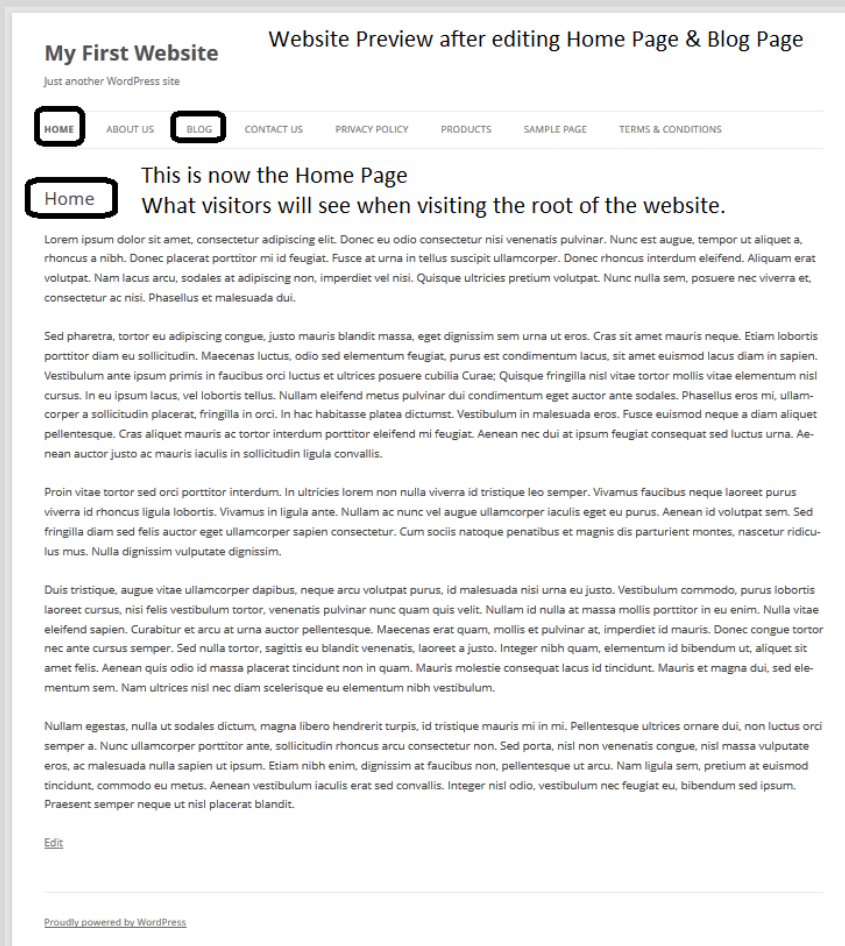 My First Website
Website Preview after editing Home Page & Blog Page
Just another WordPress site
HOME ABOUT US BLOG CONTACT US PRIVACY POLICY PRODUCTS SAMPLE PAGE TERMS & CONDITIONS
This is now the Home Page
Home
What visitors will see when visiting the root of the website.
Lorem ipsum dolor sit amet, consectetur adipiscing elit. Donec eu odio consectetur nisi venenatis pulvinar. Nunc est augue, tempor ut aliquet a,
rhoncus a nibh. Donec placerat porttitor mi id feugiat. Fusce at urna in tellus suscipit ullamcorper. Donec rhoncus interdum eleifend. Aliquam erat
volutpat. Nam lacus arcu, sodales at adipiscing non, imperdiet vel nisi. Quisque ultricies pretium volutpat. Nunc nulla sem, posuere nec viverra et,
consectetur ac nisi. Phasellus et malesuada dui.
Sed pharetra, tortor eu adipiscing congue, justo mauris blandit massa, eget dignissim sem urna ut eros. Cras sit amet mauris neque. Etiam lobortis
porttitor diam eu sollicitudin. Maecenas luctus, odio sed elementum feugiat, purus est condimentum lacus, sit amet euismod lacus diam in sapien.
Vestibulum ante ipsum primis in faucibus orci luctus et ultrices posuere cubilia Curae; Quisque fringilla nisl vitae tortor mollis vitae elementum nisl
cursus. In eu ipsum lacus, vel lobortis tellus. Nullam eleifend metus pulvinar dui condimentum eget auctor ante sodales. Phasellus eros mi, ullam-
corper a sollicitudin placerat, fringilla in orci. In hac habitasse platea dictumst. Vestibulum in malesuada eros. Fusce euismod neque a diam aliquet
pellentesque. Cras aliquet mauris ac tortor interdum porttitor eleifend mi feugiat. Aenean nec dui at ipsum feugiat consequat sed luctus urna. Ae-
nean auctor justo ac mauris iaculis in sollicitudin ligula convallis.
Proin vitae tortor sed orci porttitor interdum. In ultricies lorem non nulla viverra id tristique leo semper. Vivamus faucibus neque laoreet purus
viverra id rhoncus ligula lobortis. Vivamus in ligula ante. Nullam ac nunc vel augue ullamcorper iaculis eget eu purus. Aenean id volutpat sem. Sed
fringilla diam sed felis auctor eget ullamcorper sapien consectetur. Cum sociis natoque penatibus et magnis dis parturient montes, nascetur ridicu-
lus mus. Nulla dignissim vulputate dignissim.
Duis tristique, augue vitae ullamcorper dapibus, neque arcu volutpat purus, id malesuada nisi urna eu justo. Vestibulum commodo, purus lobortis
laoreet cursus, nisi felis vestibulum tortor, venenatis pulvinar nunc quam quis velit. Nullam id nulla at massa mollis porttitor in eu enim. Nulla vitae
eleifend sapien. Curabitur et arcu at urna auctor pellentesque. Maecenas erat quam, mollis et pulvinar at, imperdiet id mauris. Donec congue tortor
nec ante cursus semper. Sed nulla tortor, sagittis eu blandit venenatis, laoreet a justo. Integer nibh quam, elementum id bibendum ut, aliquet sit
amet felis. Aenean quis odio id massa placerat tincidunt non in quam. Mauris molestie consequat lacus id tincidunt. Mauris et magna dui, sed ele-
mentum sem. Nam ultrices nisl nec diam scelerisque eu elementum nibh vestibulum.
Nullam egestas, nulla ut sodales dictum, magna libero hendrerit turpis, id tristique mauris mi in mi. Pellentesque ultrices ornare dui, non luctus orci
semper a. Nunc ullamcorper porttitor ante, sollicitudin rhoncus arcu consectetur non. Sed porta, nisl non venenatis congue, nisl massa vulputate
eros, ac malesuada nulla sapien ut ipsum. Etiam nibh enim, dignissim at faucibus non, pellentesque ut arcu. Nam ligula sem, pretium at euismod
tincidunt, commodo eu metus. Aenean vestibulum iaculis erat sed convallis. Integer nisl odio, vestibulum nec feugiat eu, bibendum sed ipsum.
Praesent semper neque ut nisl placerat blandit.
Edit
Proudly powered by WordPress